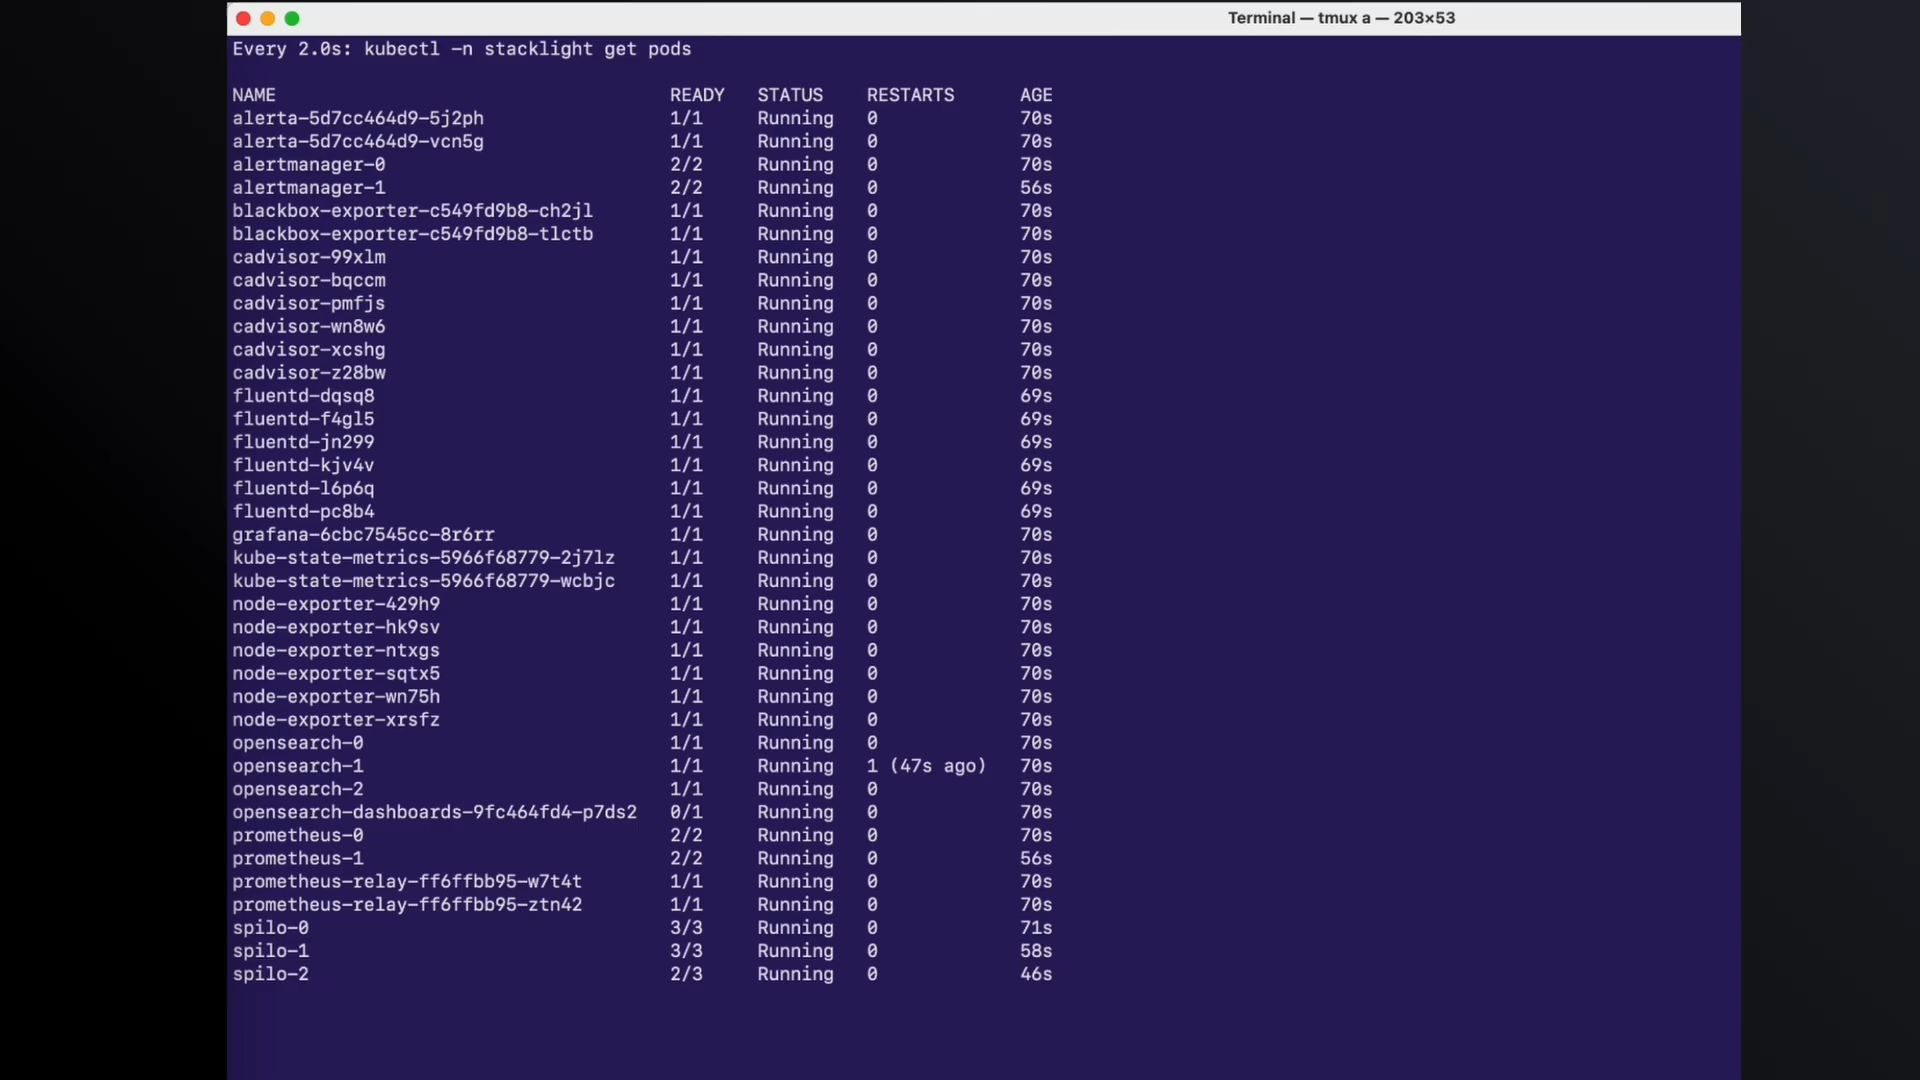 Terminal — tmux a — 203×53
Every 2.0s: kubectl -n stacklight get pods
NAME READY STATUS RESTARTS AGE
alerta-5d7cc464d9-5j2ph 1/1 Running 0 70s
alerta-5d7cc464d9-vcn5g 1/1 Running 0 70s
alertmanager-0 2/2 Running 0 70s
alertmanager-1 2/2 Running 0 56s
blackbox-exporter-c549fd9b8-ch2jl 1/1 Running 0 70s
blackbox-exporter-c549fd9b8-tlctb 1/1 Running 0 70s
cadvisor-99xlm 1/1 Running 0 70s
cadvisor-bqccm 1/1 Running 0 70s
cadvisor-pmfjs 1/1 Running 0 70s
cadvisor-wn8w6 1/1 Running 0 70s
cadvisor-xcshg 1/1 Running 0 70s
cadvisor-z28bw 1/1 Running 0 70s
fluentd-dqsq8 1/1 Running 0 69s
fluentd-f4gl5 1/1 Running 0 69s
fluentd-jn299 1/1 Running 0 69s
fluentd-kjv4v 1/1 Running 0 69s
fluentd-l6p6q 1/1 Running 0 69s
fluentd-pc8b4 1/1 Running 0 69s
grafana-6cbc7545cc-8r6rr 1/1 Running 0 70s
kube-state-metrics-5966f68779-2j7lz 1/1 Running 0 70s
kube-state-metrics-5966f68779-wcbjc 1/1 Running 0 70s
node-exporter-429h9 1/1 Running 0 70s
node-exporter-hk9sv 1/1 Running 0 70s
node-exporter-ntxgs 1/1 Running 0 70s
node-exporter-sqtx5 1/1 Running 0 70s
node-exporter-wn75h 1/1 Running 0 70s
node-exporter-xrsfz 1/1 Running 0 70s
opensearch-0 1/1 Running 0 70s
opensearch-1 1/1 Running 1 (47s ago) 70s
opensearch-2 1/1 Running 0 70s
opensearch-dashboards-9fc464fd4-p7ds2 0/1 Running 0 70s
prometheus-0 2/2 Running 0 70s
prometheus-1 2/2 Running 0 56s
prometheus-relay-ff6ffbb95-w7t4t 1/1 Running 0 70s
prometheus-relay-ff6ffbb95-ztn42 1/1 Running 0 70s
spilo-0 3/3 Running 0 71s
spilo-1 3/3 Running 0 58s
spilo-2 2/3 Running 0 46s